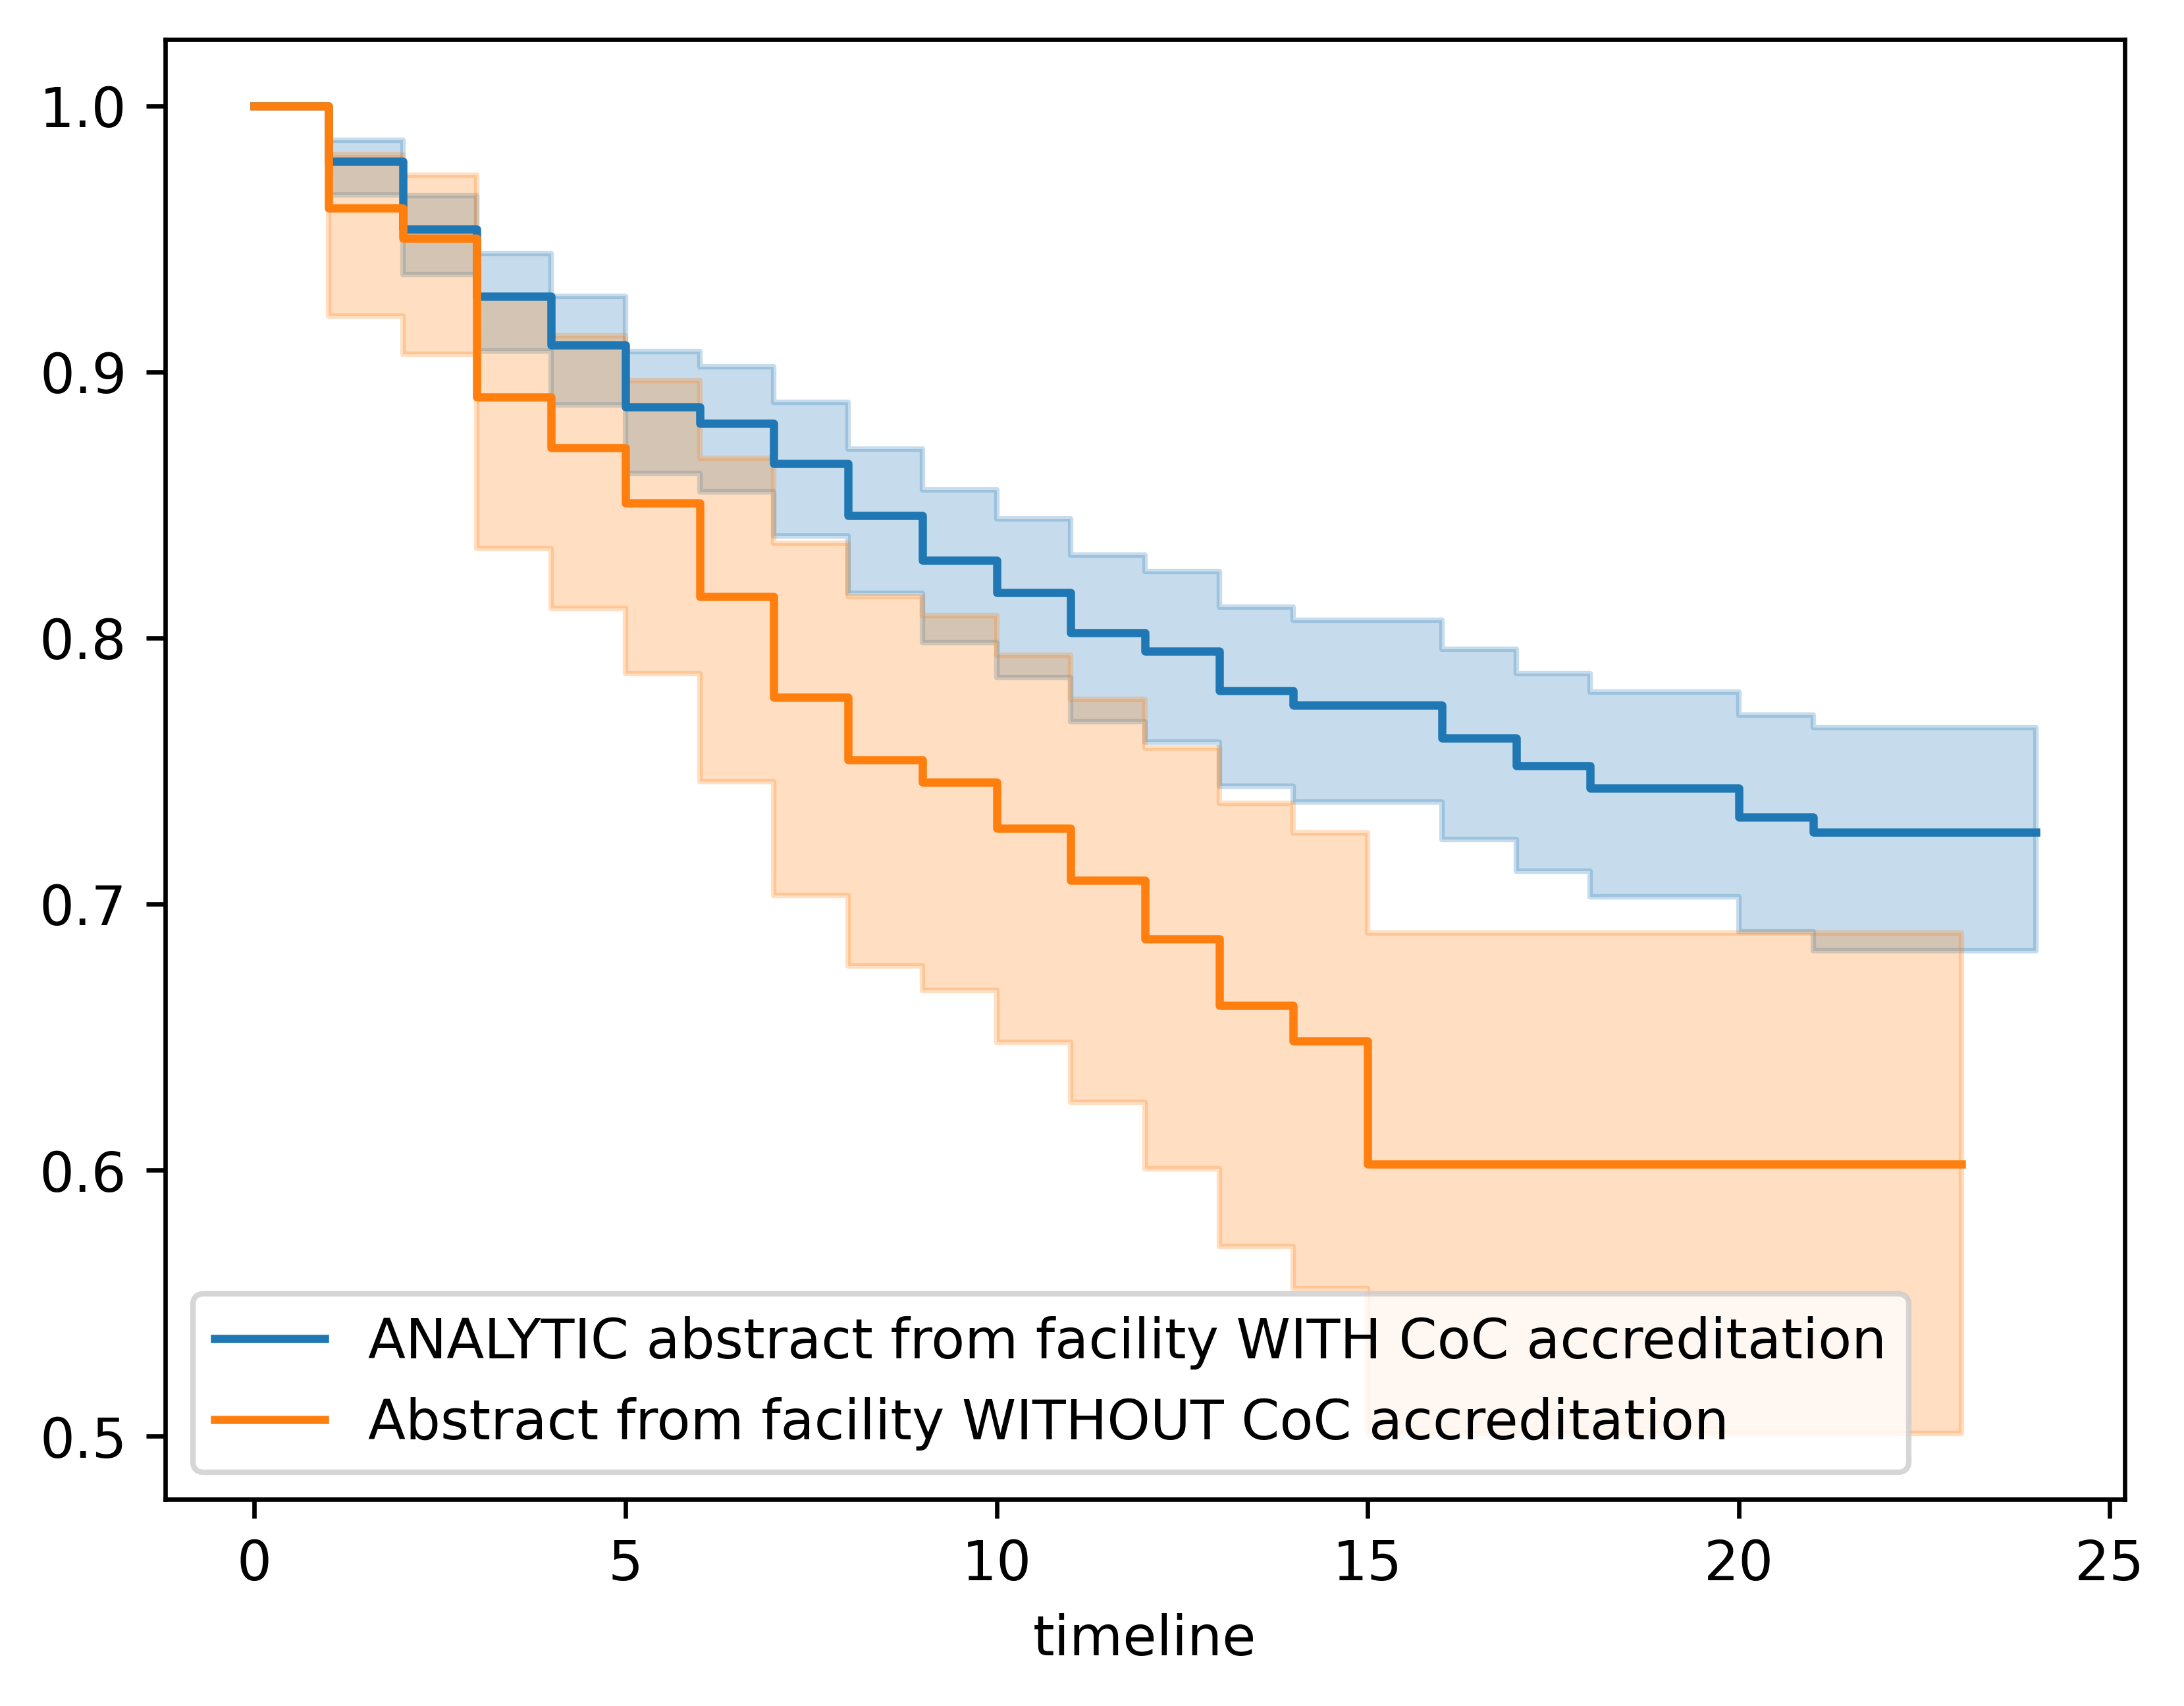 1.0
0.9
0.8
0.7
0.6
0.5
ANALYTIC abstract from facility WITH CoC accreditation
Abstract from facility WITHOUT CoC accreditation
0 5 10 15 20 25
timeline